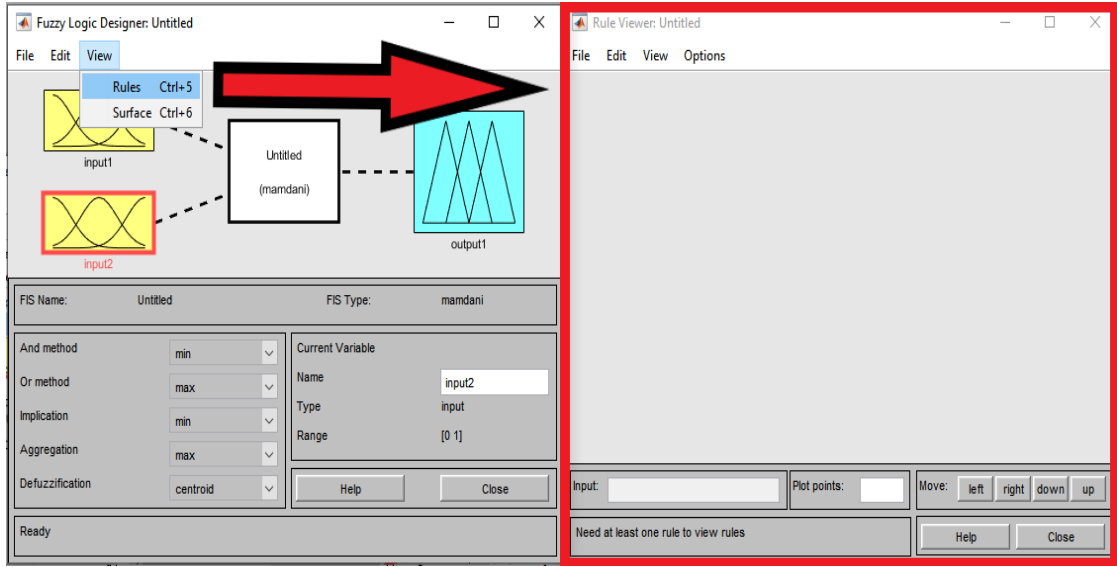 Fuzzy Logic Designer: Untitled
File Edit View
Rules Ctrl+5
Surface Ctrl+6
input1
Untitled
(mamdani)
output1
input2
FIS Name: Untitled FIS Type: mamdani
And method min
Or method max
Implication min
Aggregation max
Defuzzification centroid
Current Variable
Name input2
Type input
Range [0 1]
Help Close
Ready
Rule Viewer: Untitled
File Edit View Options
Input: Plot points: Move: left right down up
Need at least one rule to view rules Help Close